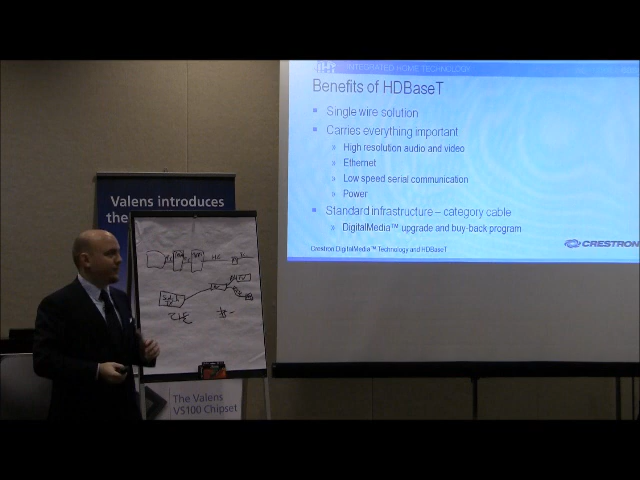 INTEGRATED HOME TECHNOLOGY
Benefits of HDBaseT
Single wire solution
Carries everything important
» High resolution audio and video
» Ethernet
» Low speed serial communication
» Power
Standard infrastructure – category cable
» DigitalMedia™ upgrade and buy-back program
Crestron DigitalMedia™ Technology and HDBaseT
CRESTRON
Valens introduces
the
The Valens
VS100 Chipset